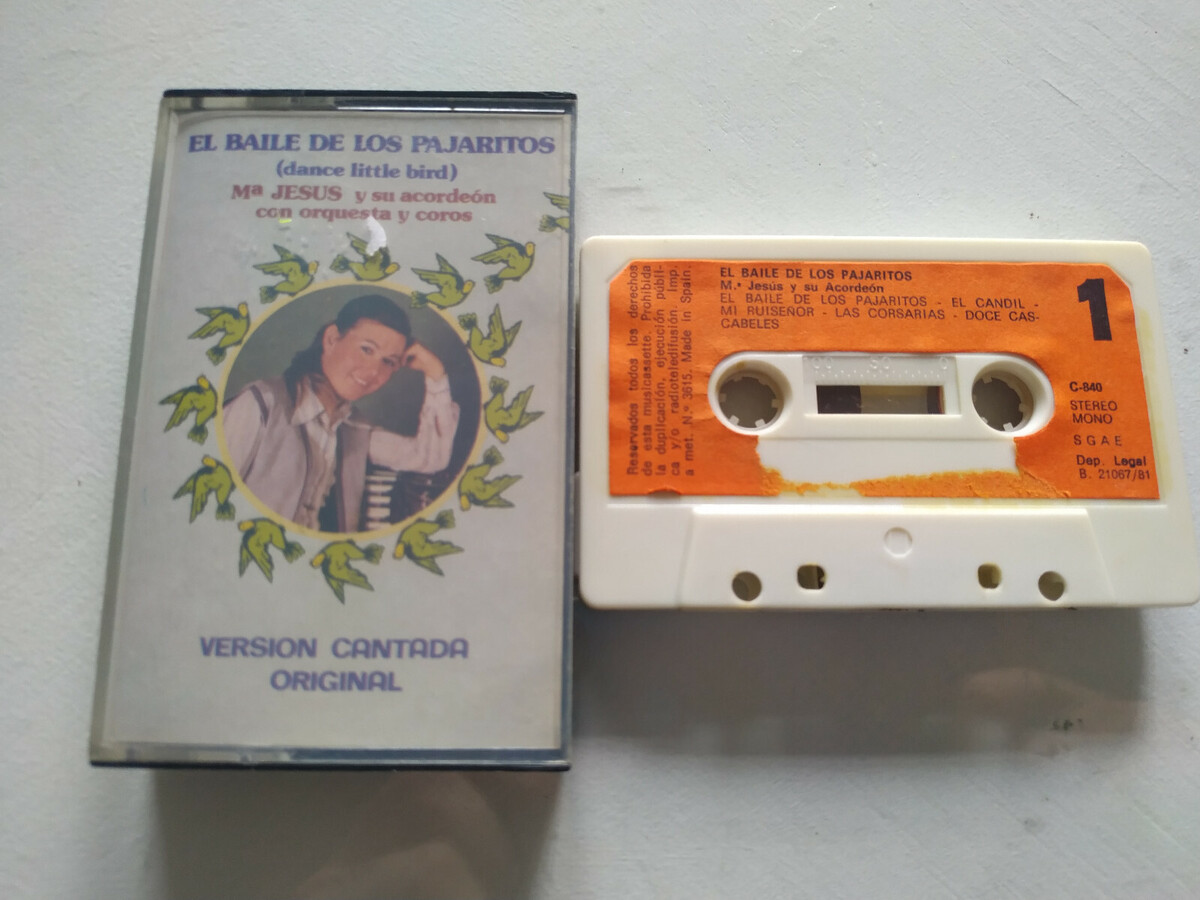 EL BAILE DE LOS PAJARITOS
(dance little bird)
Mª JESUS y su acordeón
con orquesta y coros
VERSION CANTADA
ORIGINAL
Reservados todos los derechos
de esta musicassette Prohibida
la duplicación, ejecución públi-
ca y/o radioteledifusión. Imp.
a met. N.º 3615. Made in Spain.
EL BAILE DE LOS PAJARITOS
M.ª Jesús y su Acordeón
EL BAILE DE LOS PAJARITOS - EL CANDIL -
MI RUISEÑOR - LAS CORSARIAS - DOCE CAS-
CABELES
1
C-840
STEREO
MONO
S G A E
Dep. Legal
B. 21067/81